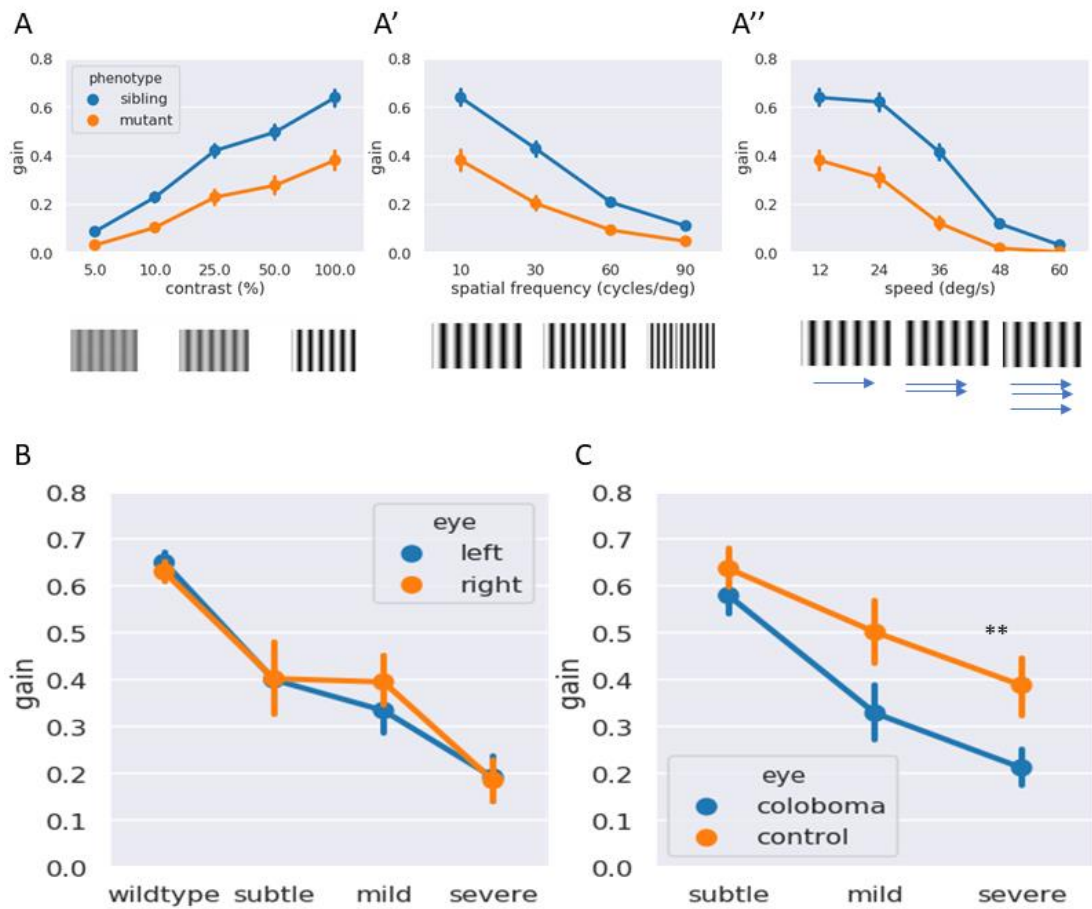 A
A’
A’’
0.8
0.6
0.4
0.2
0.0
gain
phenotype
sibling
mutant
5.0 10.0 25.0 50.0 100.0
contrast (%)
0.8
0.6
0.4
0.2
0.0
gain
10 30 60 90
spatial frequency (cycles/deg)
0.8
0.6
0.4
0.2
0.0
gain
12 24 36 48 60
speed (deg/s)
B
0.8
0.7
0.6
0.5
0.4
0.3
0.2
0.1
0.0
gain
eye
left
right
wildtype subtle mild severe
C
0.8
0.7
0.6
0.5
0.4
0.3
0.2
0.1
0.0
gain
**
eye
coloboma
control
subtle mild severe